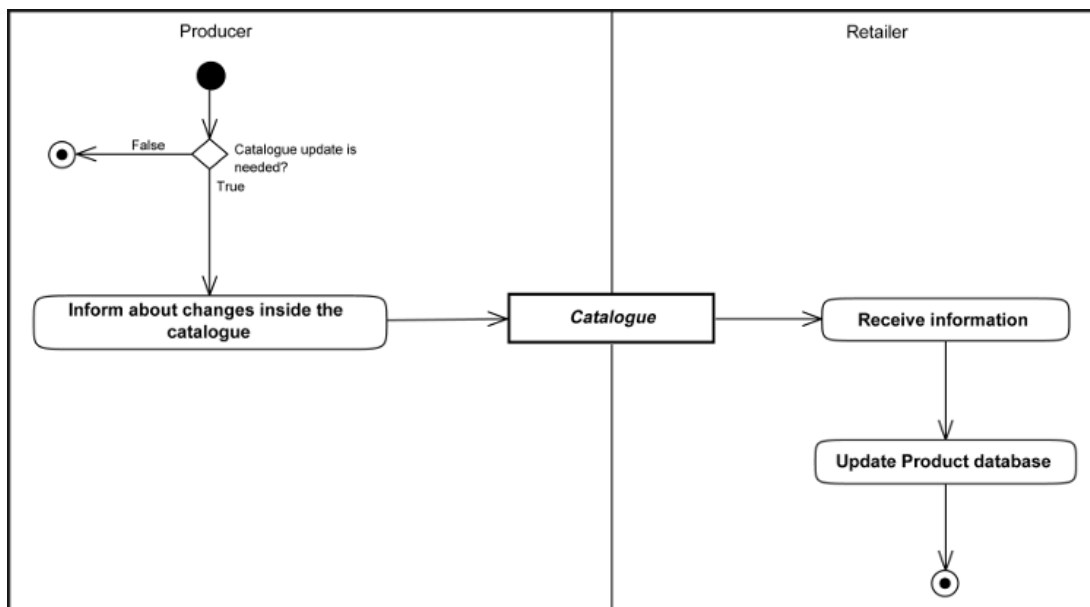 Producer
Retailer
False
Catalogue update is
needed?
True
Inform about changes inside the
catalogue
Catalogue
Receive information
Update Product database